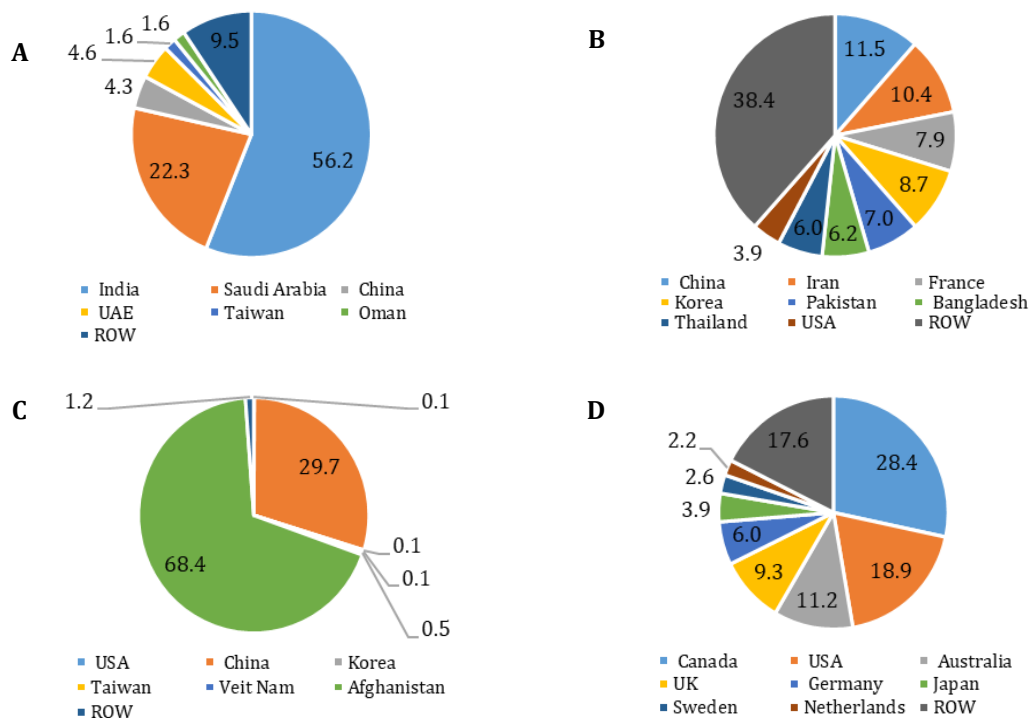 A
1.6
1.6
9.5
4.6
4.3
22.3
56.2
India Saudi Arabia China
UAE Taiwan Oman
ROW
B
11.5
38.4
10.4
7.9
8.7
7.0
6.2
6.0
3.9
China Iran France
Korea Pakistan Bangladesh
Thailand USA ROW
C
1.2
0.1
29.7
0.1
0.1
68.4
0.5
USA China Korea
Taiwan Veit Nam Afghanistan
ROW
D
2.2
17.6
28.4
2.6
3.9
6.0
9.3
18.9
11.2
Canada USA Australia
UK Germany Japan
Sweden Netherlands ROW